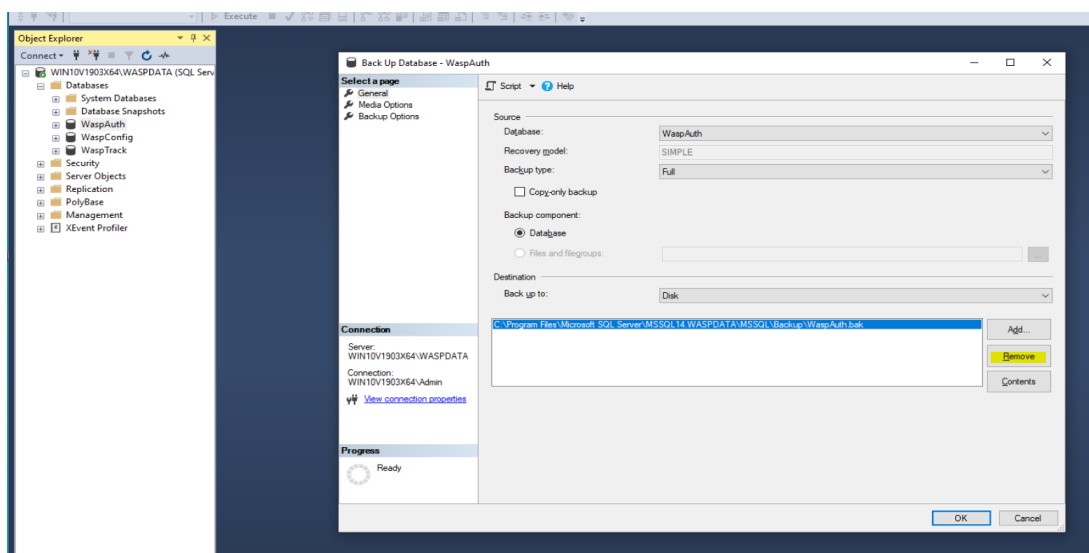 Execute
Object Explorer
Connect
WIN10V1903X64\WASPDATA (SQL Serv
Databases
System Databases
Database Snapshots
WaspAuth
WaspConfig
WaspTrack
Security
Server Objects
Replication
PolyBase
Management
XEvent Profiler
Back Up Database - WaspAuth
Select a page
General
Media Options
Backup Options
Script
Help
Source
Database:
WaspAuth
Recovery model:
SIMPLE
Backup type:
Full
Copy-only backup
Backup component:
Database
Files and filegroups:
...
Destination
Back up to:
Disk
C:\Program Files\Microsoft SQL Server\MSSQL14.WASPDATA\MSSQL\Backup\WaspAuth.bak
Add...
Remove
Contents
Connection
Server:
WIN10V1903X64\WASPDATA
Connection:
WIN10V1903X64\Admin
View connection properties
Progress
Ready
OK
Cancel